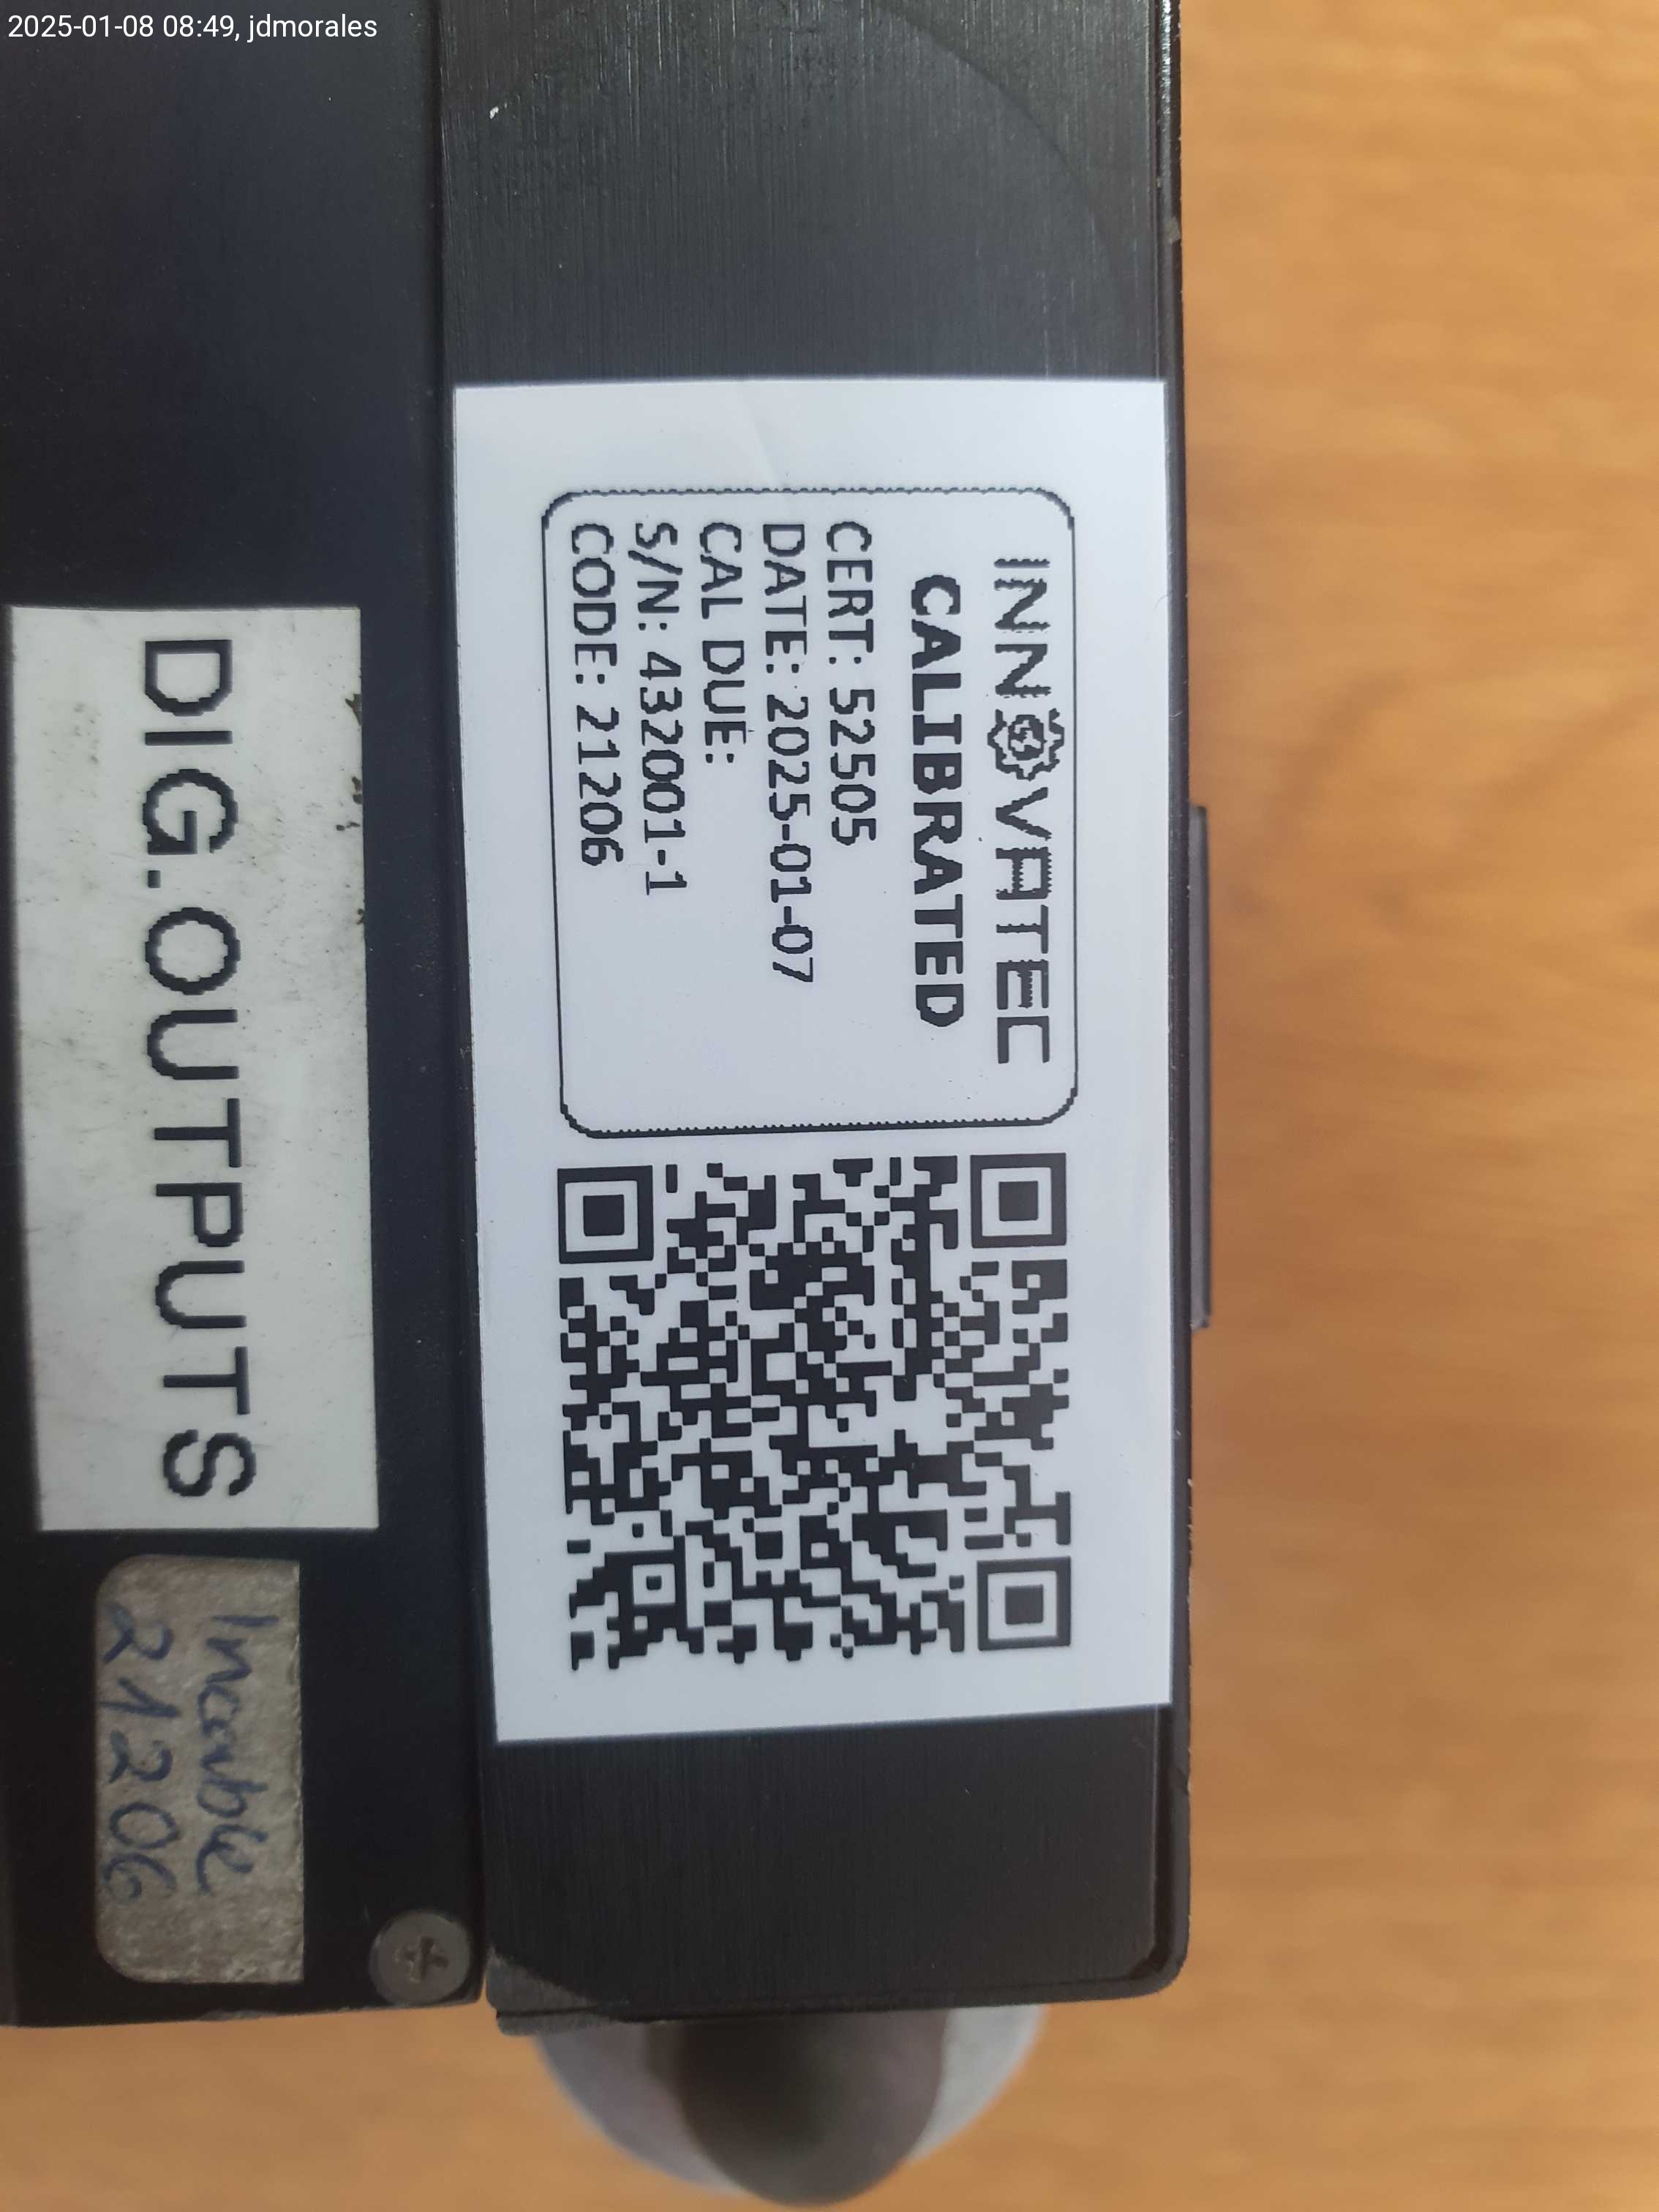 2025-01-08 08:49, jdmorales
INNOVATEC
CALIBRATED
CERT: 52505
DATE: 2025-01-07
CAL DUE:
S/N: 432001-1
CODE: 21206
DIG.OUTPUTS
21206